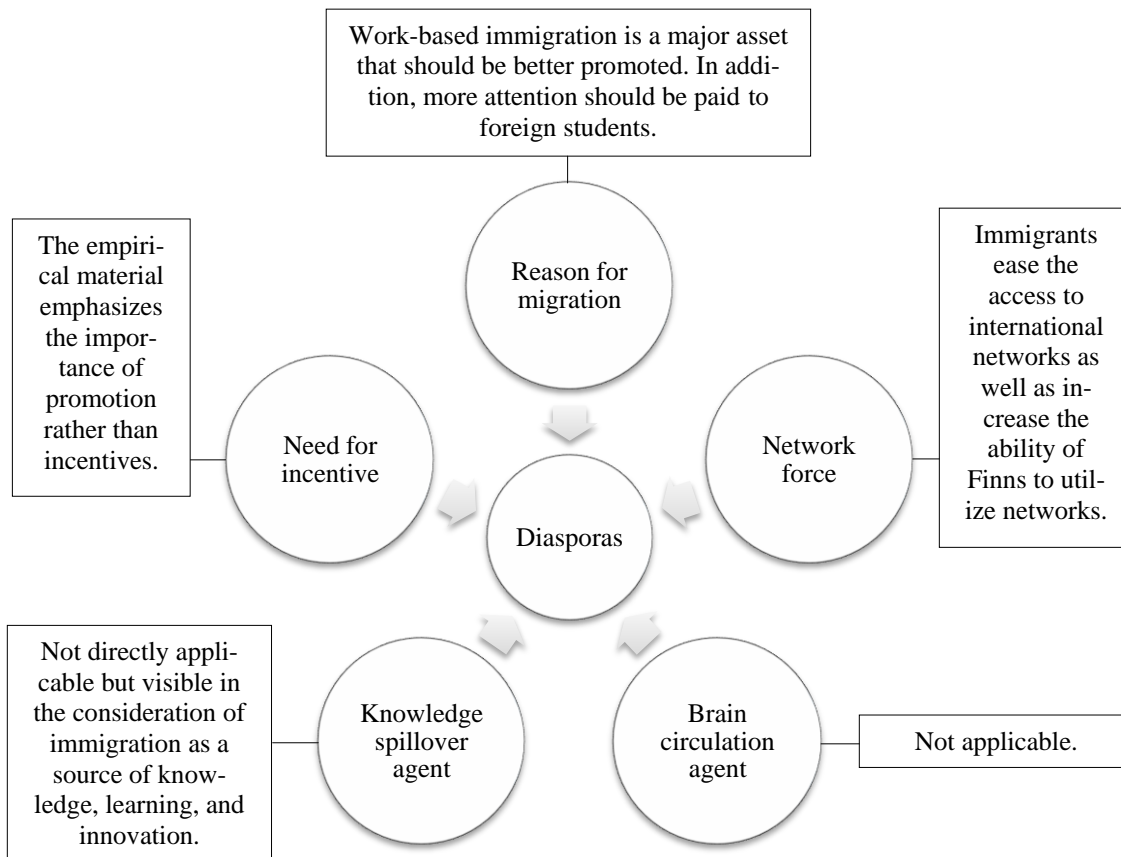 Work-based immigration is a major asset
that should be better promoted. In addi-
tion, more attention should be paid to
foreign students.
Reason for
migration
The empiri-
cal material
emphasizes
the impor-
tance of
promotion
rather than
incentives.
Need for
incentive
Immigrants
ease the
access to
international
networks as
well as in-
crease the
ability of
Finns to util-
ize networks.
Network
force
Diasporas
Not directly appli-
cable but visible in
the consideration of
immigration as a
source of know-
ledge, learning, and
innovation.
Knowledge
spillover
agent
Brain
circulation
agent
Not applicable.